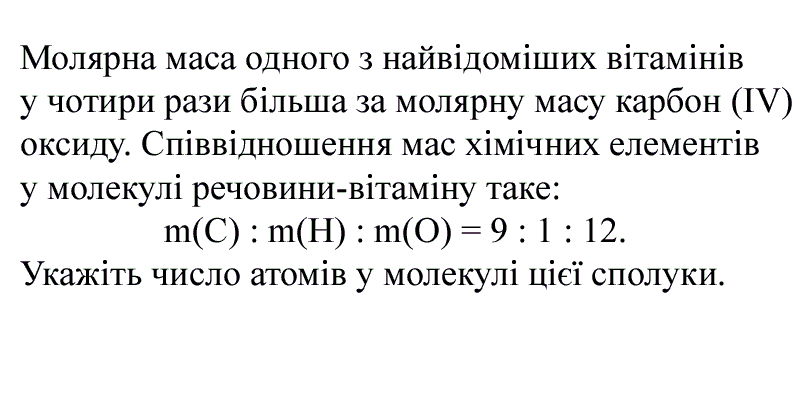 Молярна маса одного з найвідоміших вітамінів
у чотири рази більша за молярну масу карбон (IV)
оксиду. Співвідношення мас хімічних елементів
у молекулі речовини-вітаміну таке:
m(C) : m(H) : m(O) = 9 : 1 : 12.
Укажіть число атомів у молекулі цієї сполуки.